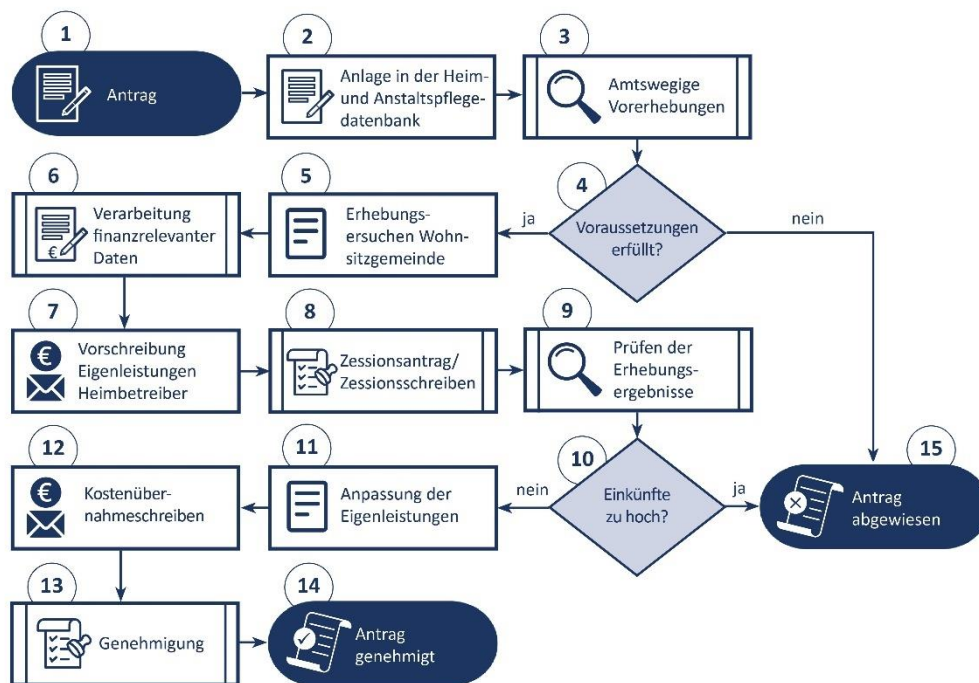 1
Antrag
2
Anlage in der Heim-
und Anstaltspflege-
datenbank
3
Amtswegige
Vorerhebungen
4
Voraussetzungen
erfüllt?
ja
nein
5
Erhebungs-
ersuchen Wohn-
sitzgemeinde
6
Verarbeitung
finanzrelevanter
Daten
€
7
€
Vorschreibung
Eigenleistungen
Heimbetreiber
8
Zessionsantrag/
Zessionsschreiben
9
Prüfen der
Erhebungs-
ergebnisse
10
Einkünfte
zu hoch?
nein
ja
11
Anpassung der
Eigenleistungen
12
€
Kostenüber-
nahmeschreiben
13
Genehmigung
14
Antrag
genehmigt
15
Antrag
abgewiesen